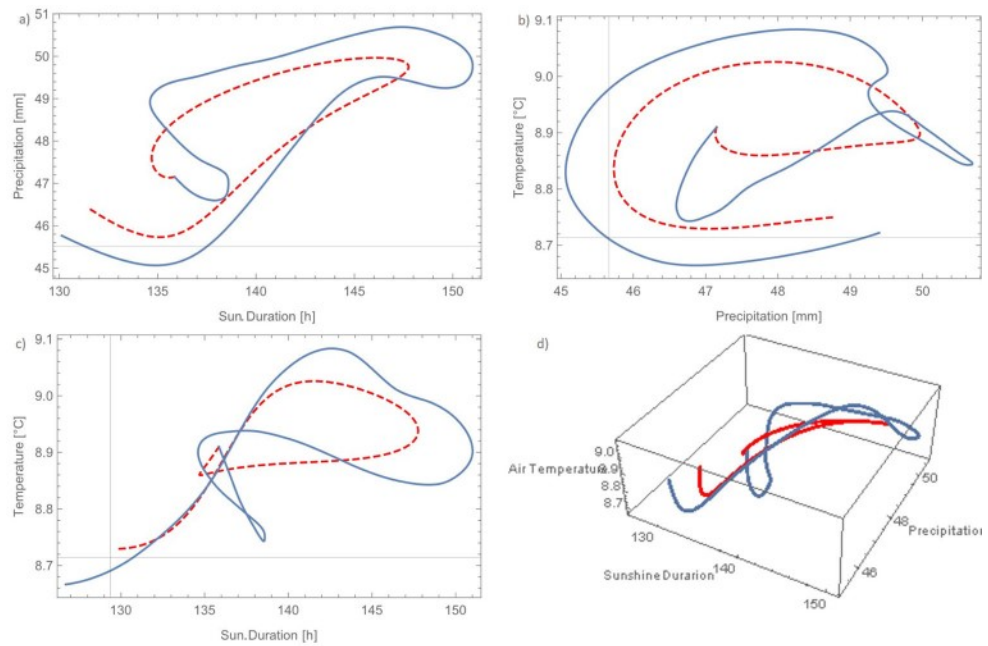 a)
51
50
49
48
47
46
45
Precipitation [mm]
130 135 140 145 150
Sun. Duration [h]
b)
9.1
9.0
8.9
8.8
8.7
Temperature [°C]
45 46 47 48 49 50
Precipitation [mm]
c)
9.1
9.0
8.9
8.8
8.7
Temperature [°C]
130 135 140 145 150
Sun. Duration [h]
d)
9.0
Air Temperature
8.9
8.8
8.7
130
140
150
Sunshine Durarion
50
48
46
Precipitation